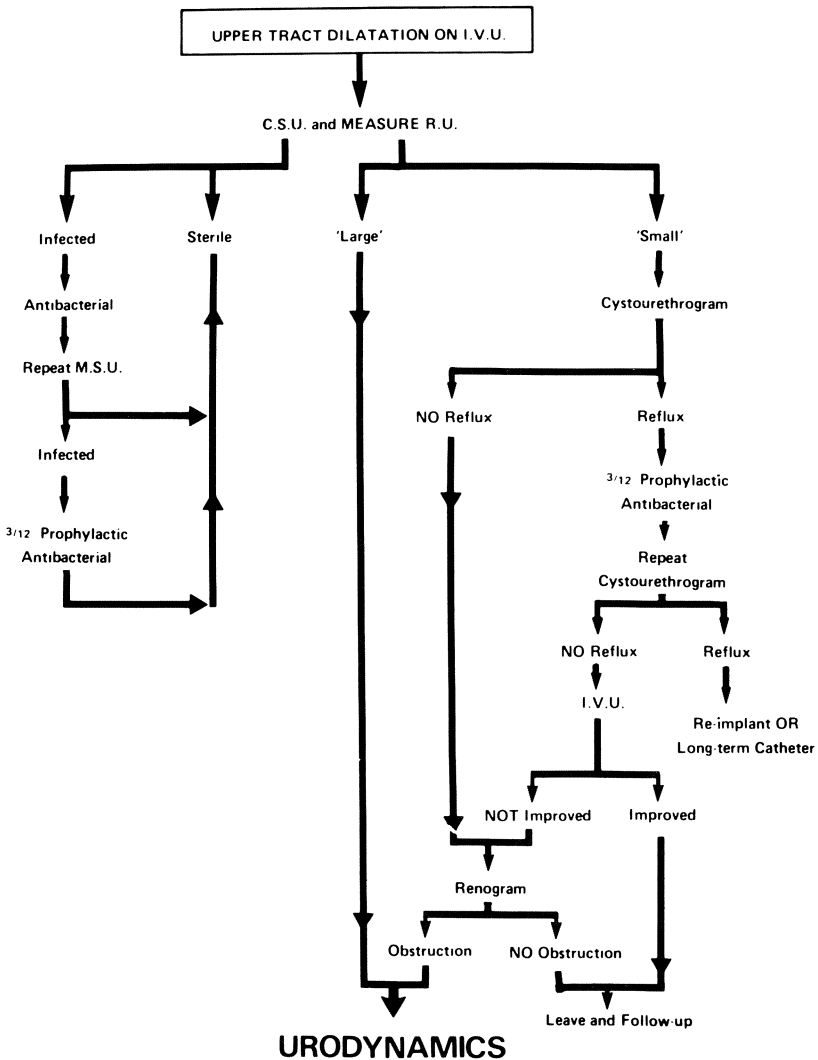 UPPER TRACT DILATATION ON I.V.U.
C.S.U. and MEASURE R.U.
Infected
Sterile
'Large'
'Small'
Antibacterial
Cystourethrogram
Repeat M.S.U.
NO Reflux
Reflux
Infected
3/12 Prophylactic
Antibacterial
3/12 Prophylactic
Antibacterial
Repeat
Cystourethrogram
NO Reflux
Reflux
I.V.U.
Re-implant OR
Long-term Catheter
NOT Improved
Improved
Renogram
Obstruction
NO Obstruction
Leave and Follow-up
URODYNAMICS